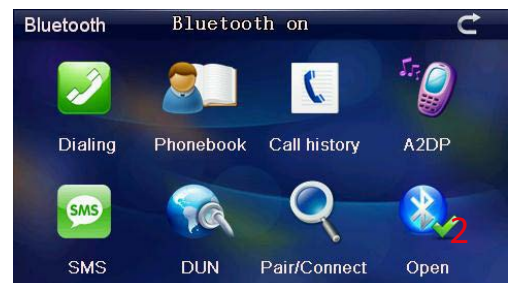 Bluetooth Bluetooth on
Dialing Phonebook Call history A2DP
SMS
2
SMS DUN Pair/Connect Open